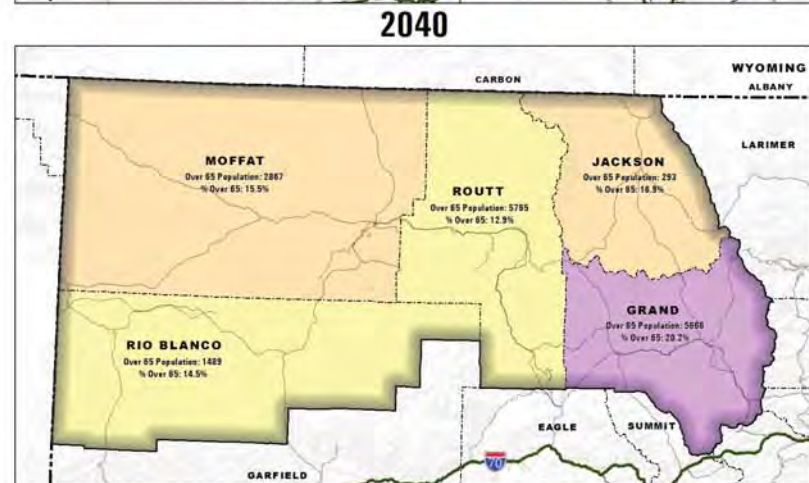 2040
WYOMING
CARBON
ALBANY
LARIMER
MOFFAT
Over 65 Population: 2867
% Over 65: 15.5%
JACKSON
Over 65 Population: 293
% Over 65: 16.9%
ROUTT
Over 65 Population: 5785
% Over 65: 12.9%
GRAND
Over 65 Population: 5666
% Over 65: 20.2%
RIO BLANCO
Over 65 Population: 1489
% Over 65: 14.5%
EAGLE
SUMMIT
70
GARFIELD